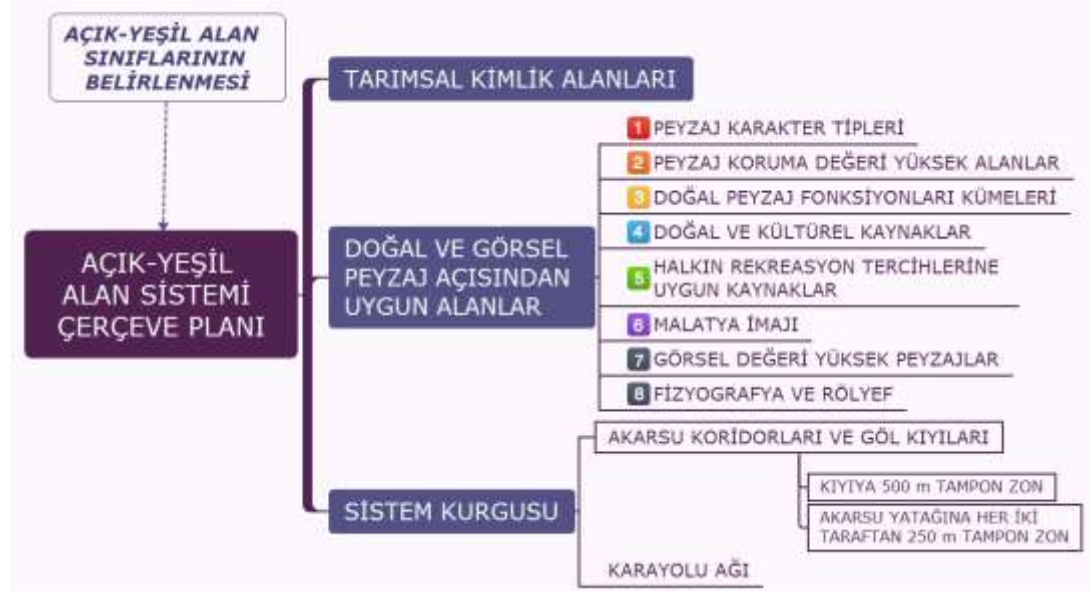 AÇIK-YEŞİL ALAN
SINIFLARININ
BELİRLENMESİ
AÇIK-YEŞİL
ALAN SİSTEMİ
ÇERÇEVE PLANI
TARIMSAL KİMLİK ALANLARI
DOĞAL VE GÖRSEL
PEYZAJ AÇISINDAN
UYGUN ALANLAR
1 PEYZAJ KARAKTER TİPLERİ
2 PEYZAJ KORUMA DEĞERİ YÜKSEK ALANLAR
3 DOĞAL PEYZAJ FONKSİYONLARI KÜMELERİ
4 DOĞAL VE KÜLTÜREL KAYNAKLAR
5 HALKIN REKREASYON TERCİHLERİNE
UYGUN KAYNAKLAR
6 MALATYA İMAJI
7 GÖRSEL DEĞERİ YÜKSEK PEYZAJLAR
8 FİZYOGRAFYA VE RÖLYEF
SİSTEM KURGUSU
AKARSU KORİDORLARI VE GÖL KIYILARI
KIYIYA 500 m TAMPON ZON
AKARSU YATAĞINA HER İKİ
TARAFTAN 250 m TAMPON ZON
KARAYOLU AĞI